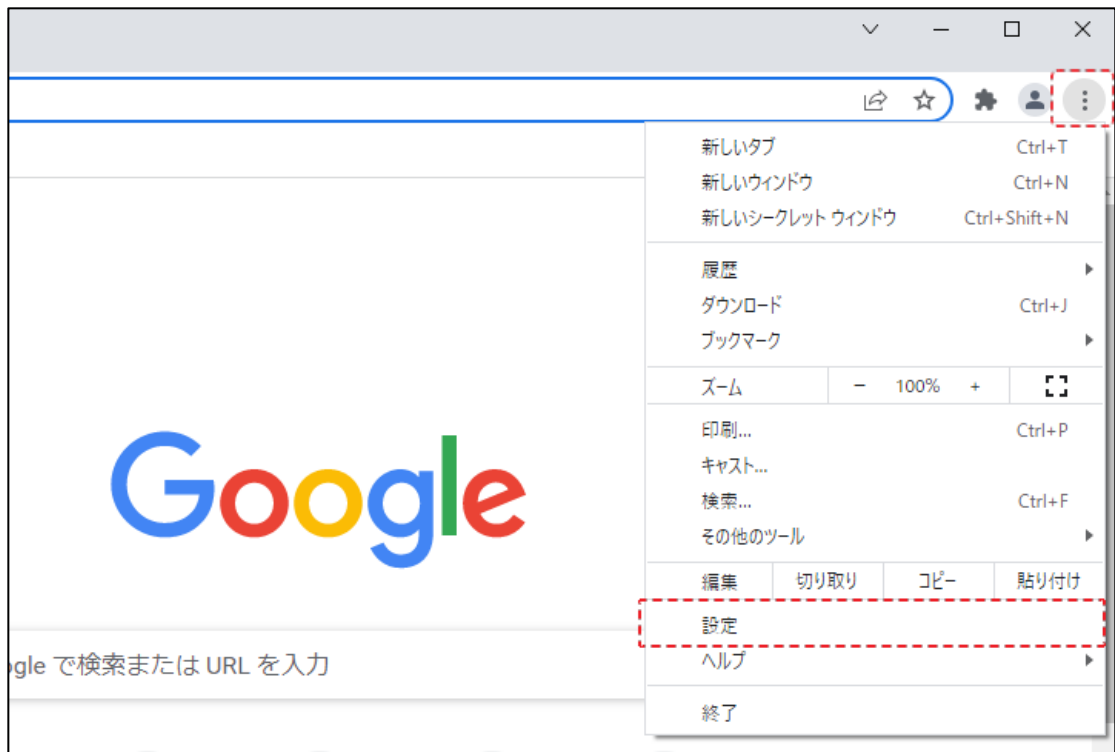 新しいタブ Ctrl+T
新しいウィンドウ Ctrl+N
新しいシークレット ウィンドウ Ctrl+Shift+N
履歴
ダウンロード Ctrl+J
ブックマーク
ズーム － 100% +
印刷... Ctrl+P
キャスト...
検索... Ctrl+F
その他のツール
編集 切り取り コピー 貼り付け
設定
ヘルプ
終了
Google
ogle で検索または URL を入力